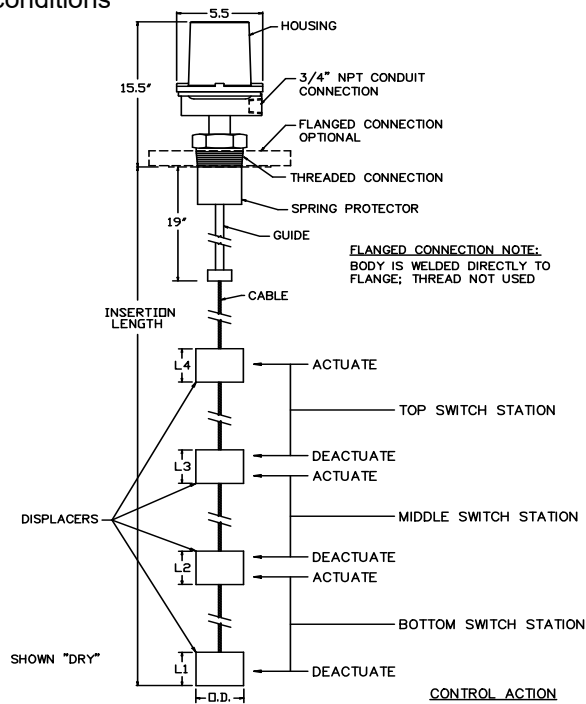 conditions
5.5
HOUSING
15.5"
3/4" NPT CONDUIT
CONNECTION
FLANGED CONNECTION
OPTIONAL
THREADED CONNECTION
SPRING PROTECTOR
19"
GUIDE
FLANGED CONNECTION NOTE:
BODY IS WELDED DIRECTLY TO
FLANGE; THREAD NOT USED
CABLE
INSERTION
LENGTH
L4
ACTUATE
TOP SWITCH STATION
DEACTUATE
L3
ACTUATE
DISPLACERS
MIDDLE SWITCH STATION
DEACTUATE
L2
ACTUATE
BOTTOM SWITCH STATION
SHOWN "DRY"
L1
DEACTUATE
O.D.
CONTROL ACTION